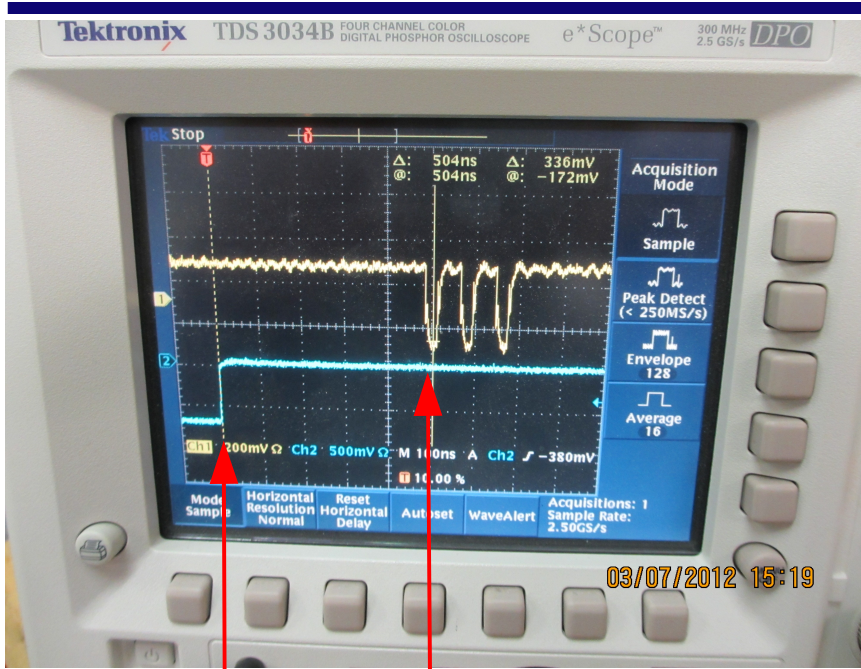 Tektronix TDS 3034B FOUR CHANNEL COLOR DIGITAL PHOSPHOR OSCILLOSCOPE e*Scope™ 300 MHz 2.5 GS/s DPO
Tek Stop
T
T
Δ: 504ns Δ: 336mV
@: 504ns @: −172mV
Acquisition
Mode
Sample
Peak Detect
(< 250MS/s)
Envelope
128
Average
16
1
2
Ch1 200mV Ω Ch2 500mV Ω M 100ns A Ch2 −380mV
T 10.00 %
Mode
Sample
Horizontal
Resolution
Normal
Reset
Horizontal
Delay
Autoset
WaveAlert
Acquisitions: 1
Sample Rate:
2.50GS/s
03/07/2012 15:19